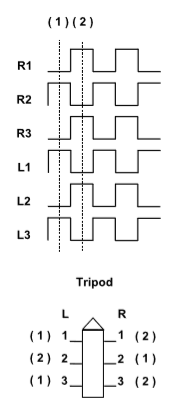 (1) (2)
R1
R2
R3
L1
L2
L3
Tripod
L R
(1) 1 1 (2)
(2) 2 2 (1)
(1) 3 3 (2)